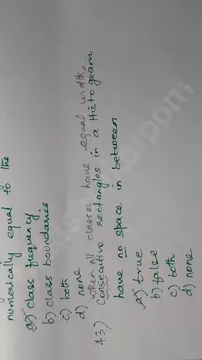 numerically equal to the
a) class frequency
b) class boundaries
c) both
d) none
when all classes have equal width,
consecutive rectangles in a Histogram
have no space in between
a) true
b) false
c) both
d) none